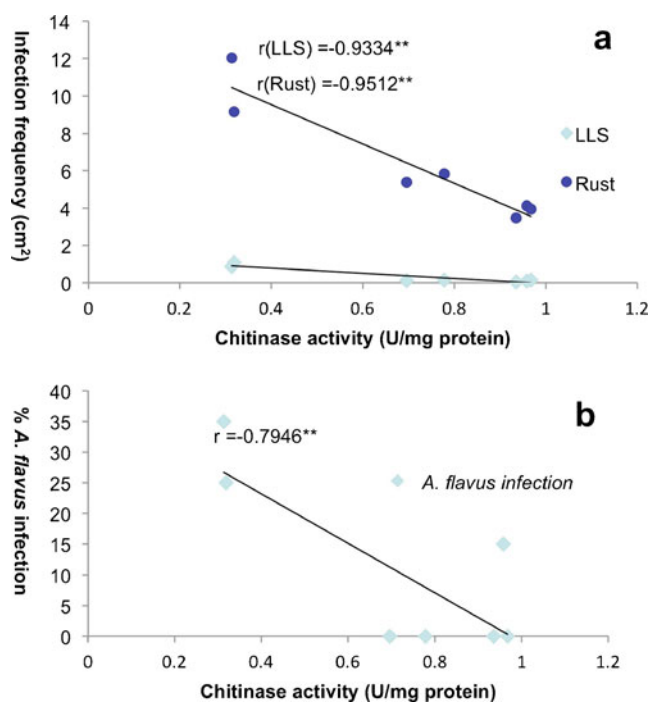 a
14
12
10
8
6
4
2
0
Infection frequency (cm²)
r(LLS) =-0.9334**
r(Rust) =-0.9512**
LLS
Rust
0 0.2 0.4 0.6 0.8 1 1.2
Chitinase activity (U/mg protein)
b
40
35
30
25
20
15
10
5
0
% A. flavus infection
r =-0.7946**
A. flavus infection
0 0.2 0.4 0.6 0.8 1 1.2
Chitinase activity (U/mg protein)